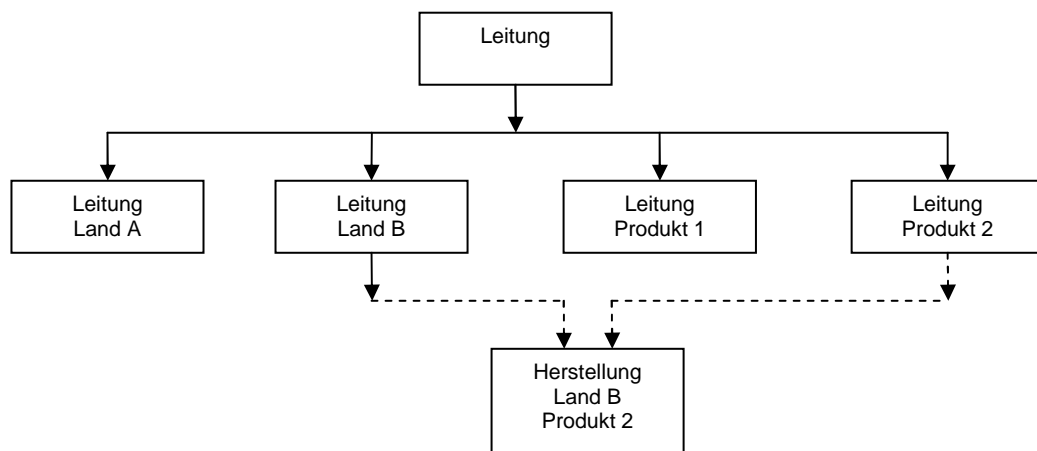 Leitung
Leitung
Land A
Leitung
Land B
Leitung
Produkt 1
Leitung
Produkt 2
Herstellung
Land B
Produkt 2